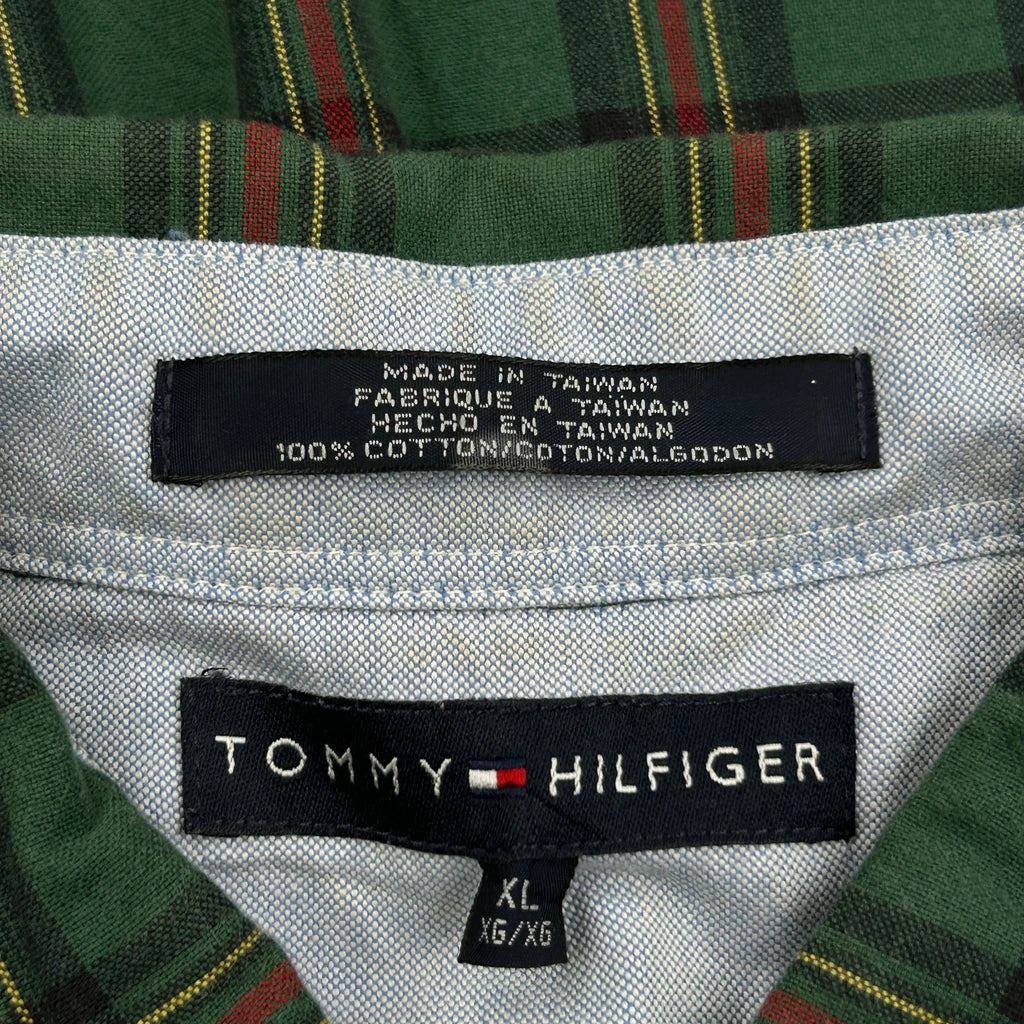 MADE IN TAIWAN
FABRIQUE A TAIWAN
HECHO EN TAIWAN
100% COTTON/COTON/ALGODON
TOMMY HILFIGER
XL
XG/XG